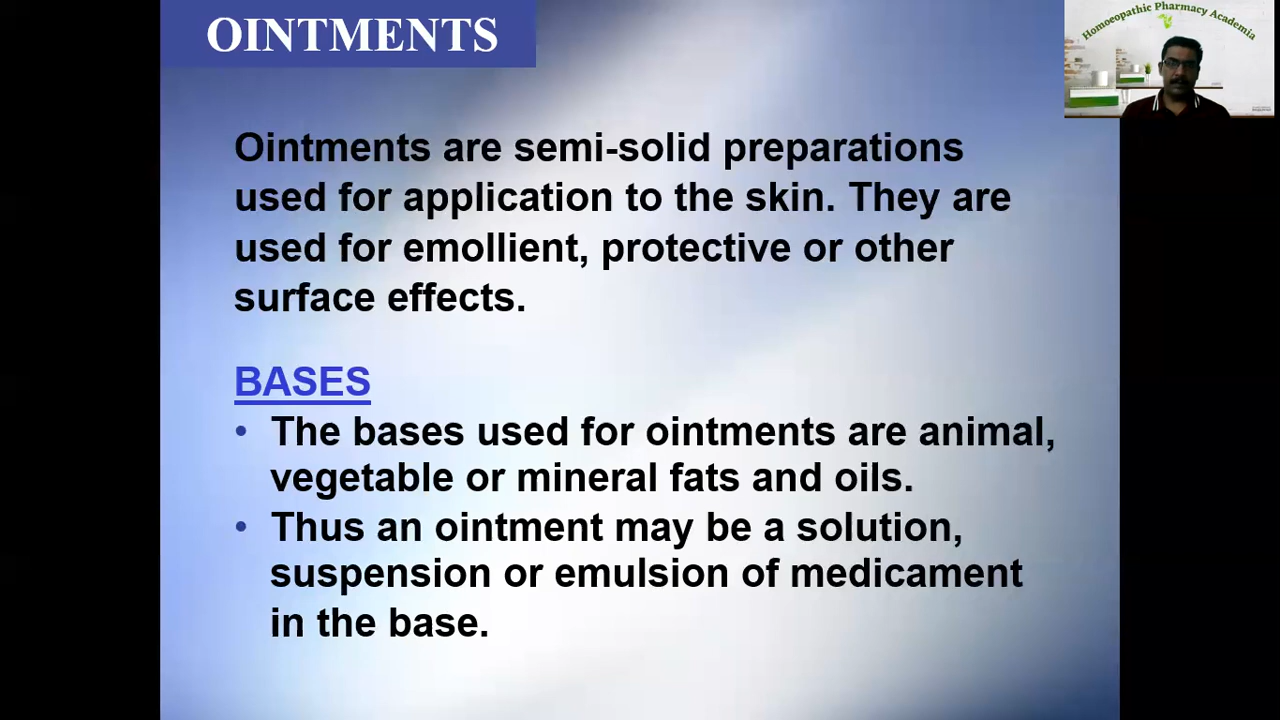 OINTMENTS
Homoeopathic Pharmacy Academia
Ointments are semi-solid preparations
used for application to the skin. They are
used for emollient, protective or other
surface effects.
BASES
• The bases used for ointments are animal,
vegetable or mineral fats and oils.
• Thus an ointment may be a solution,
suspension or emulsion of medicament
in the base.